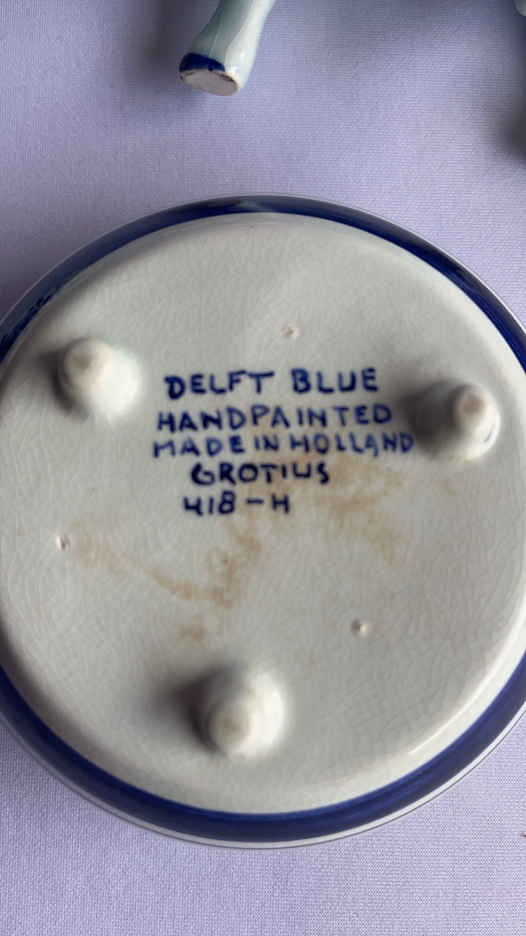 DELFT BLUE
HANDPAINTED
MADE IN HOLLAND
GROTIUS
418-H